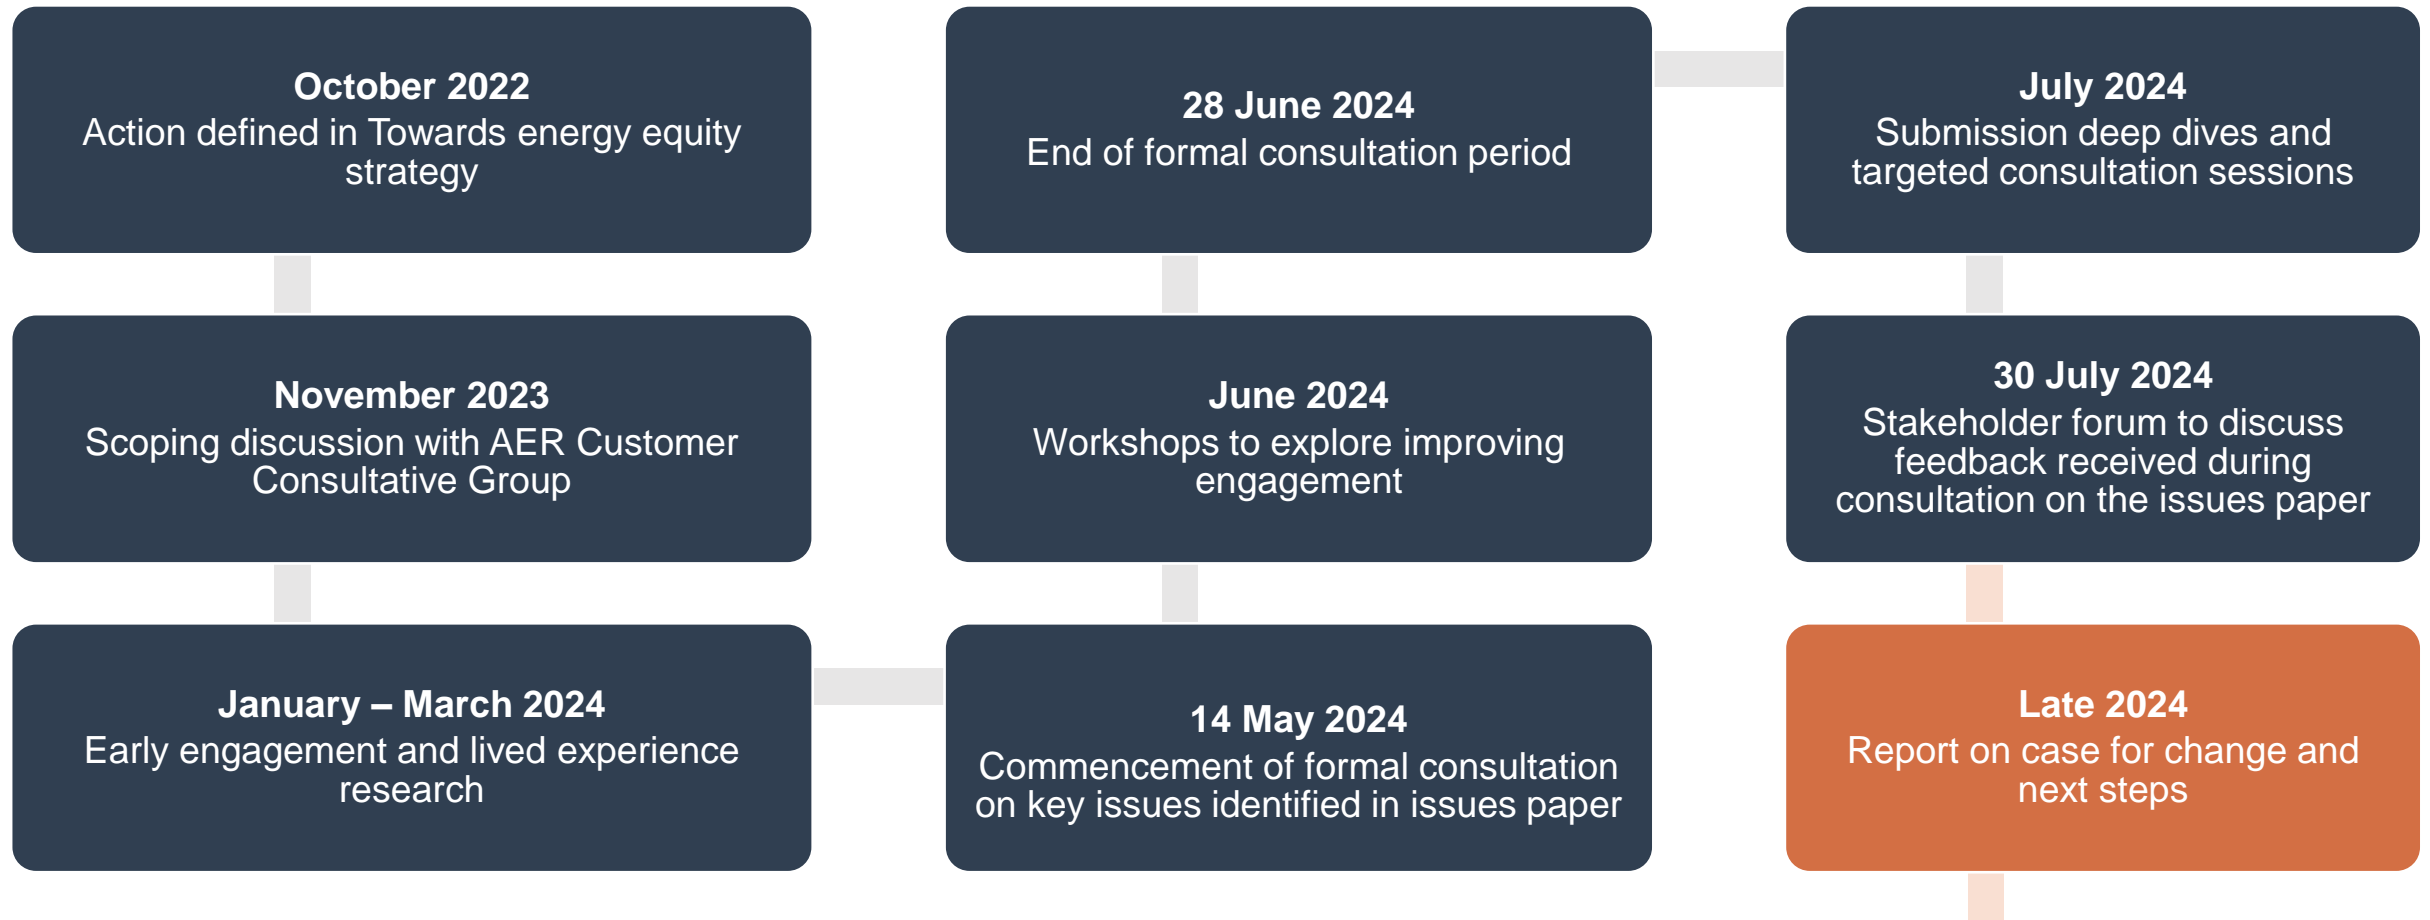 October 2022
Action defined in Towards energy equity
strategy
November 2023
Scoping discussion with AER Customer
Consultative Group
January – March 2024
Early engagement and lived experience
research
14 May 2024
Commencement of formal consultation
on key issues identified in issues paper
June 2024
Workshops to explore improving
engagement
28 June 2024
End of formal consultation period
July 2024
Submission deep dives and
targeted consultation sessions
30 July 2024
Stakeholder forum to discuss
feedback received during
consultation on the issues paper
Late 2024
Report on case for change and
next steps